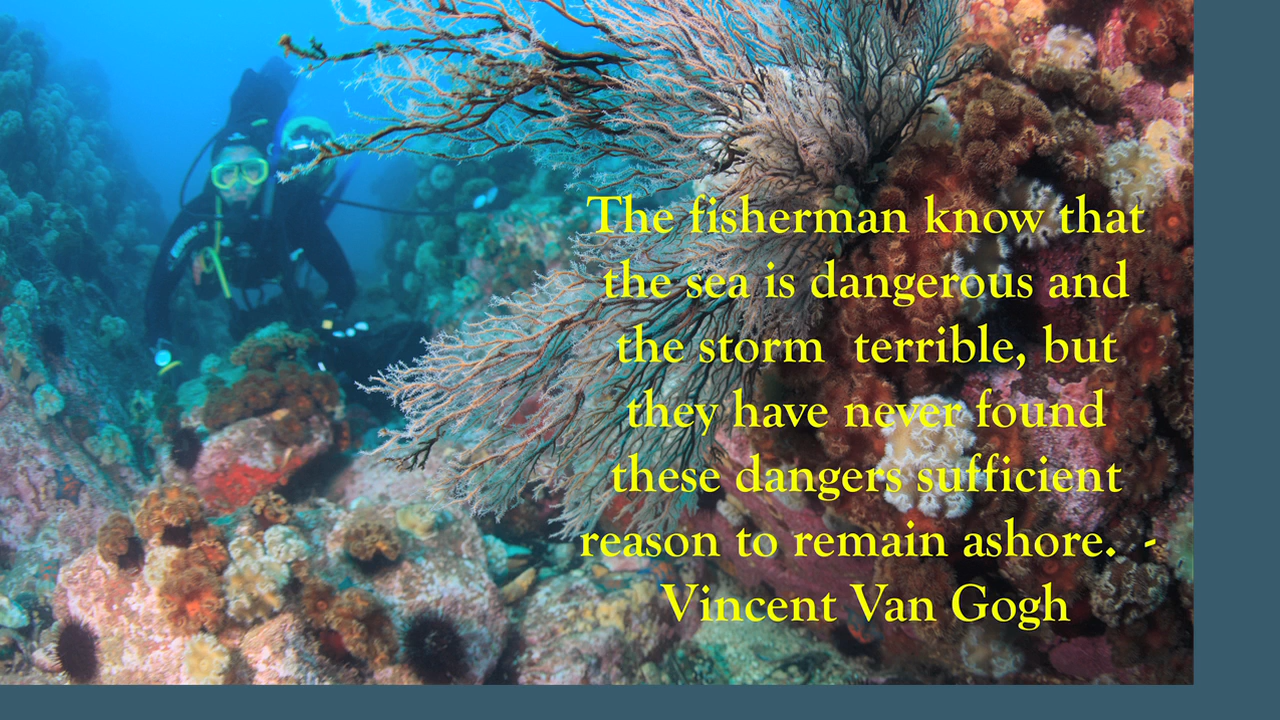 The fisherman know that
the sea is dangerous and
the storm  terrible, but
they have never found
these dangers sufficient
reason to remain ashore.  -
Vincent Van Gogh